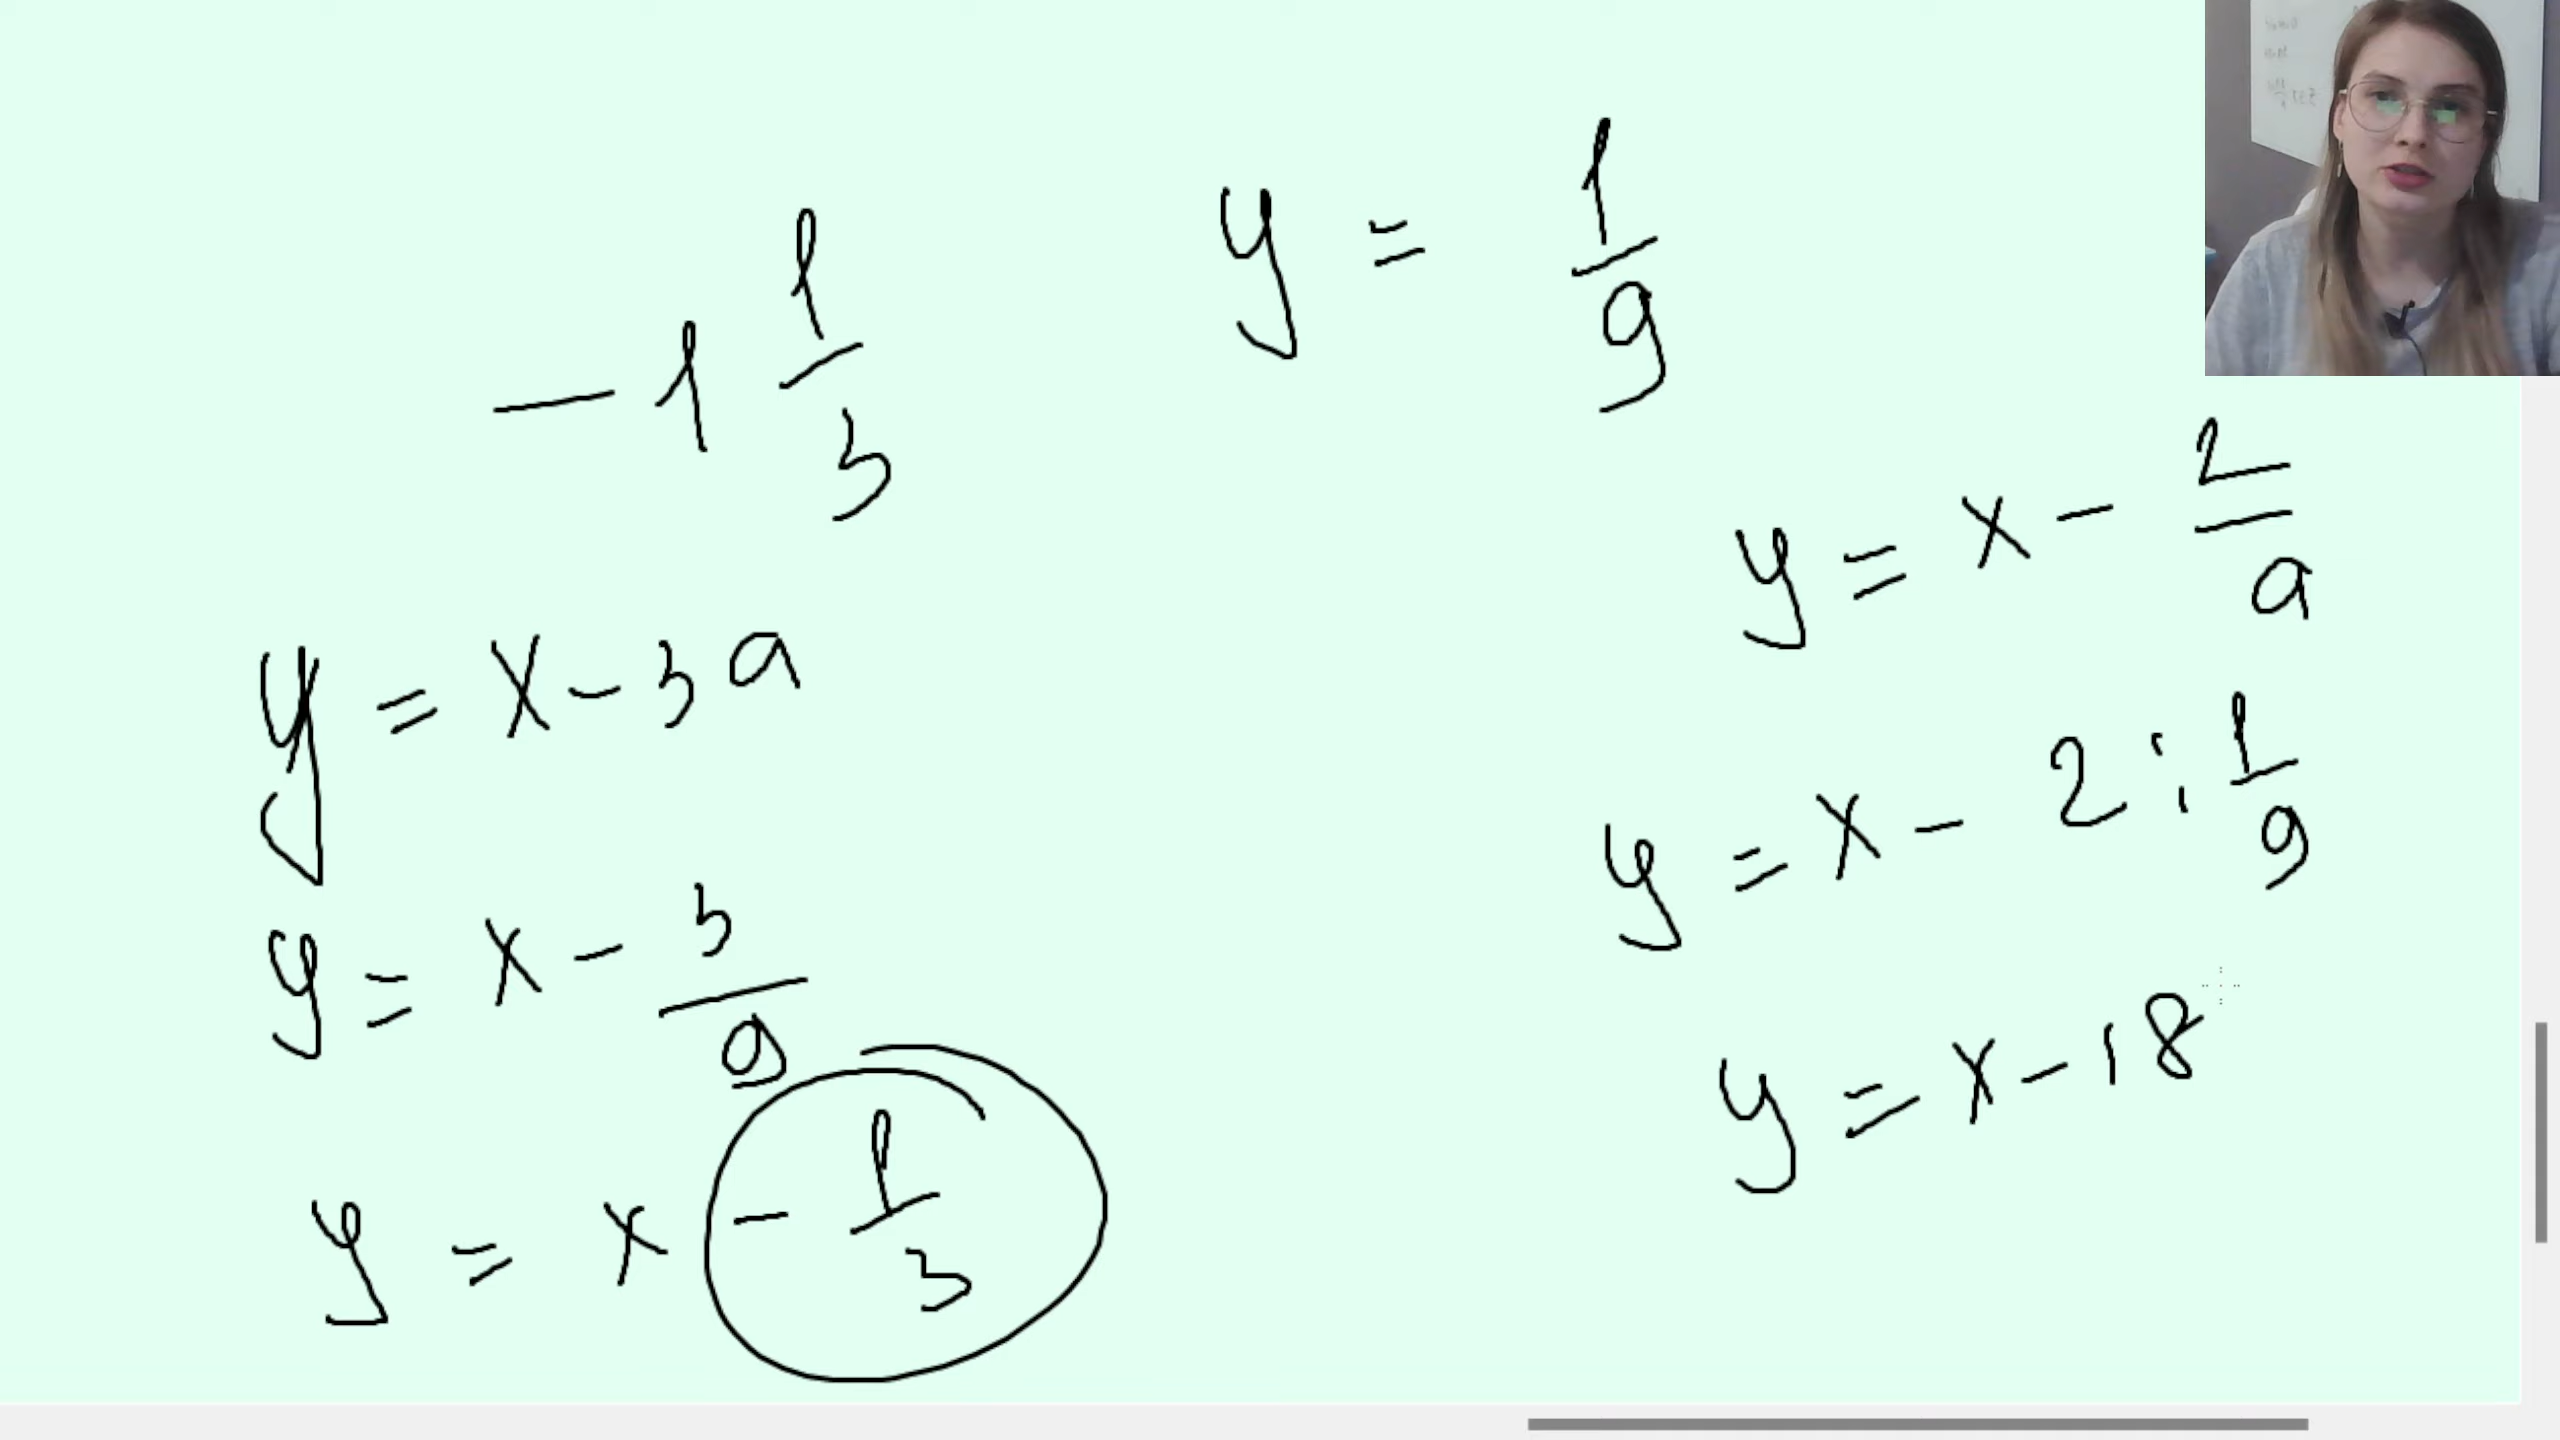 - 1 1/3
y = 1/9
y = x - 2/a
y = x - 3a
y = x - 2 : 1/9
y = x - 3/9
y = x - 18
y = x - 1/3